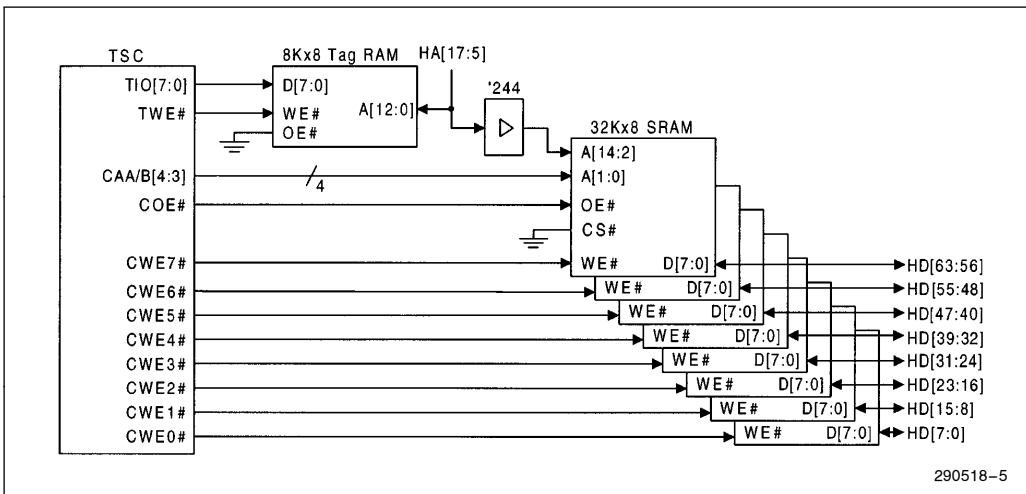 TSC
8Kx8 Tag RAM
HA[17:5]
TIO[7:0]
D[7:0]
'244
TWE#
WE#
A[12:0]
OE#
32Kx8 SRAM
A[14:2]
CAA/B[4:3]
4
A[1:0]
COE#
OE#
CS#
CWE7#
WE# D[7:0]
HD[63:56]
CWE6#
WE# D[7:0]
HD[55:48]
CWE5#
WE# D[7:0]
HD[47:40]
CWE4#
WE# D[7:0]
HD[39:32]
CWE3#
WE# D[7:0]
HD[31:24]
CWE2#
WE# D[7:0]
HD[23:16]
CWE1#
WE# D[7:0]
HD[15:8]
CWE0#
WE# D[7:0]
HD[7:0]
290518-5